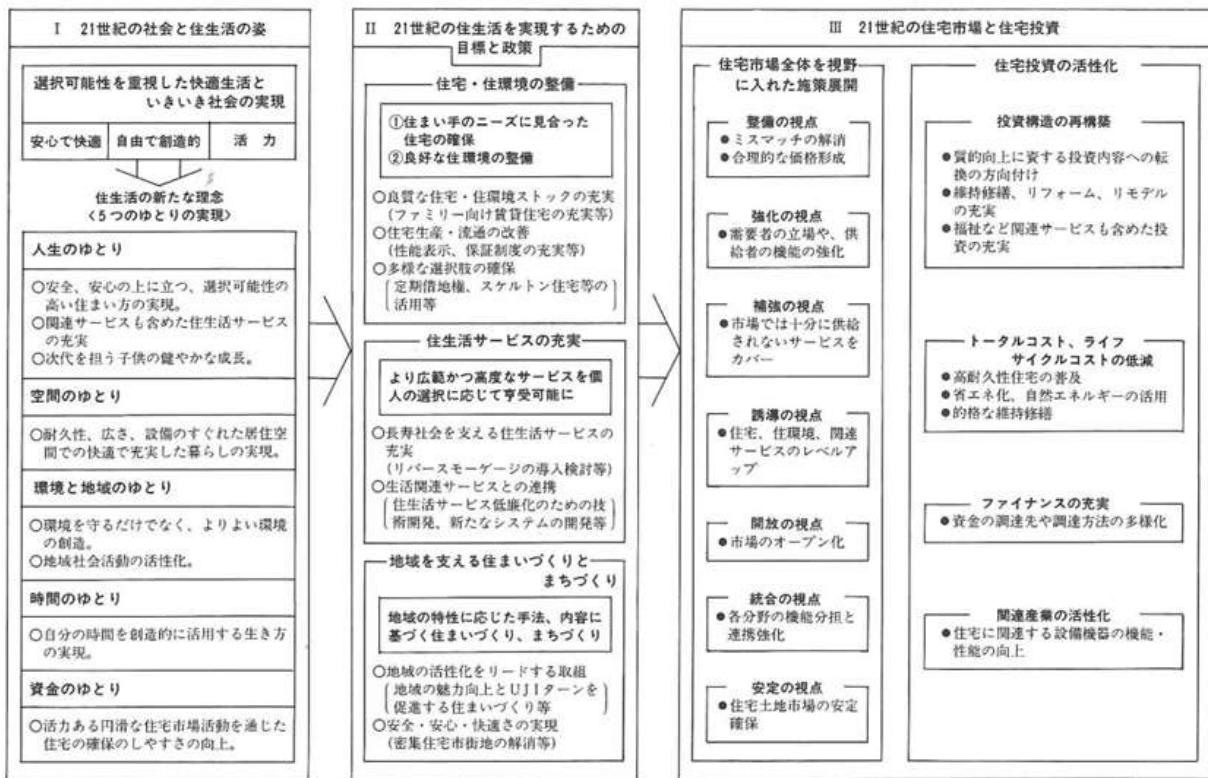 Ⅰ 21世紀の社会と住生活の姿
選択可能性を重視した快適生活と
いきいき社会の実現
安心で快適
自由で創造的
活力
住生活の新たな理念
〈5つのゆとりの実現〉
人生のゆとり
○安全、安心の上に立つ、選択可能性の
高い住まい方の実現。
○関連サービスも含めた住生活サービス
の充実
○次代を担う子供の健やかな成長。
空間のゆとり
○耐久性、広さ、設備のすぐれた居住空
間での快適で充実した暮らしの実現。
環境と地域のゆとり
○環境を守るだけでなく、よりよい環境
の創造。
○地域社会活動の活性化。
時間のゆとり
○自分の時間を創造的に活用する生き方
の実現。
資金のゆとり
○活力ある円滑な住宅市場活動を通じた
住宅の確保のしやすさの向上。
Ⅱ 21世紀の住生活を実現するための
目標と政策
住宅・住環境の整備
①住まい手のニーズに見合った
住宅の確保
②良好な住環境の整備
○良質な住宅・住環境ストックの充実
(ファミリー向け賃貸住宅の充実等)
○住宅生産・流通の改善
(性能表示、保証制度の充実等)
○多様な選択肢の確保
(定期借地権、スケルトン住宅等の
活用等)
住生活サービスの充実
より広範かつ高度なサービスを個
人の選択に応じて享受可能に
○長寿社会を支える住生活サービスの
充実
(リバースモーゲージの導入検討等)
○生活関連サービスとの連携
(住生活サービス低廉化のための技
術開発、新たなシステムの開発等)
地域を支える住まいづくりと
まちづくり
地域の特性に応じた手法、内容に
基づく住まいづくり、まちづくり
○地域の活性化をリードする取組
(地域の魅力向上とUJIターンを
促進する住まいづくり等)
○安全・安心・快適さの実現
(密集住宅市街地の解消等)
Ⅲ 21世紀の住宅市場と住宅投資
住宅市場全体を視野
に入れた施策展開
整備の視点
●ミスマッチの解消
●合理的な価格形成
強化の視点
●需要者の立場や、供
給者の機能の強化
補強の視点
●市場では十分に供給
されないサービスを
カバー
誘導の視点
●住宅、住環境、関連
サービスのレベルア
ップ
開放の視点
●市場のオープン化
統合の視点
●各分野の機能分担と
連携強化
安定の視点
●住宅土地市場の安定
確保
住宅投資の活性化
投資構造の再構築
●質的向上に資する投資内容への転
換の方向付け
●維持修繕、リフォーム、リモデル
の充実
●福祉など関連サービスも含めた投
資の充実
トータルコスト、ライフ
サイクルコストの低減
●高耐久性住宅の普及
●省エネ化、自然エネルギーの活用
●的格な維持修繕
ファイナンスの充実
●資金の調達先や調達方法の多様化
関連産業の活性化
●住宅に関連する設備機器の機能・
性能の向上